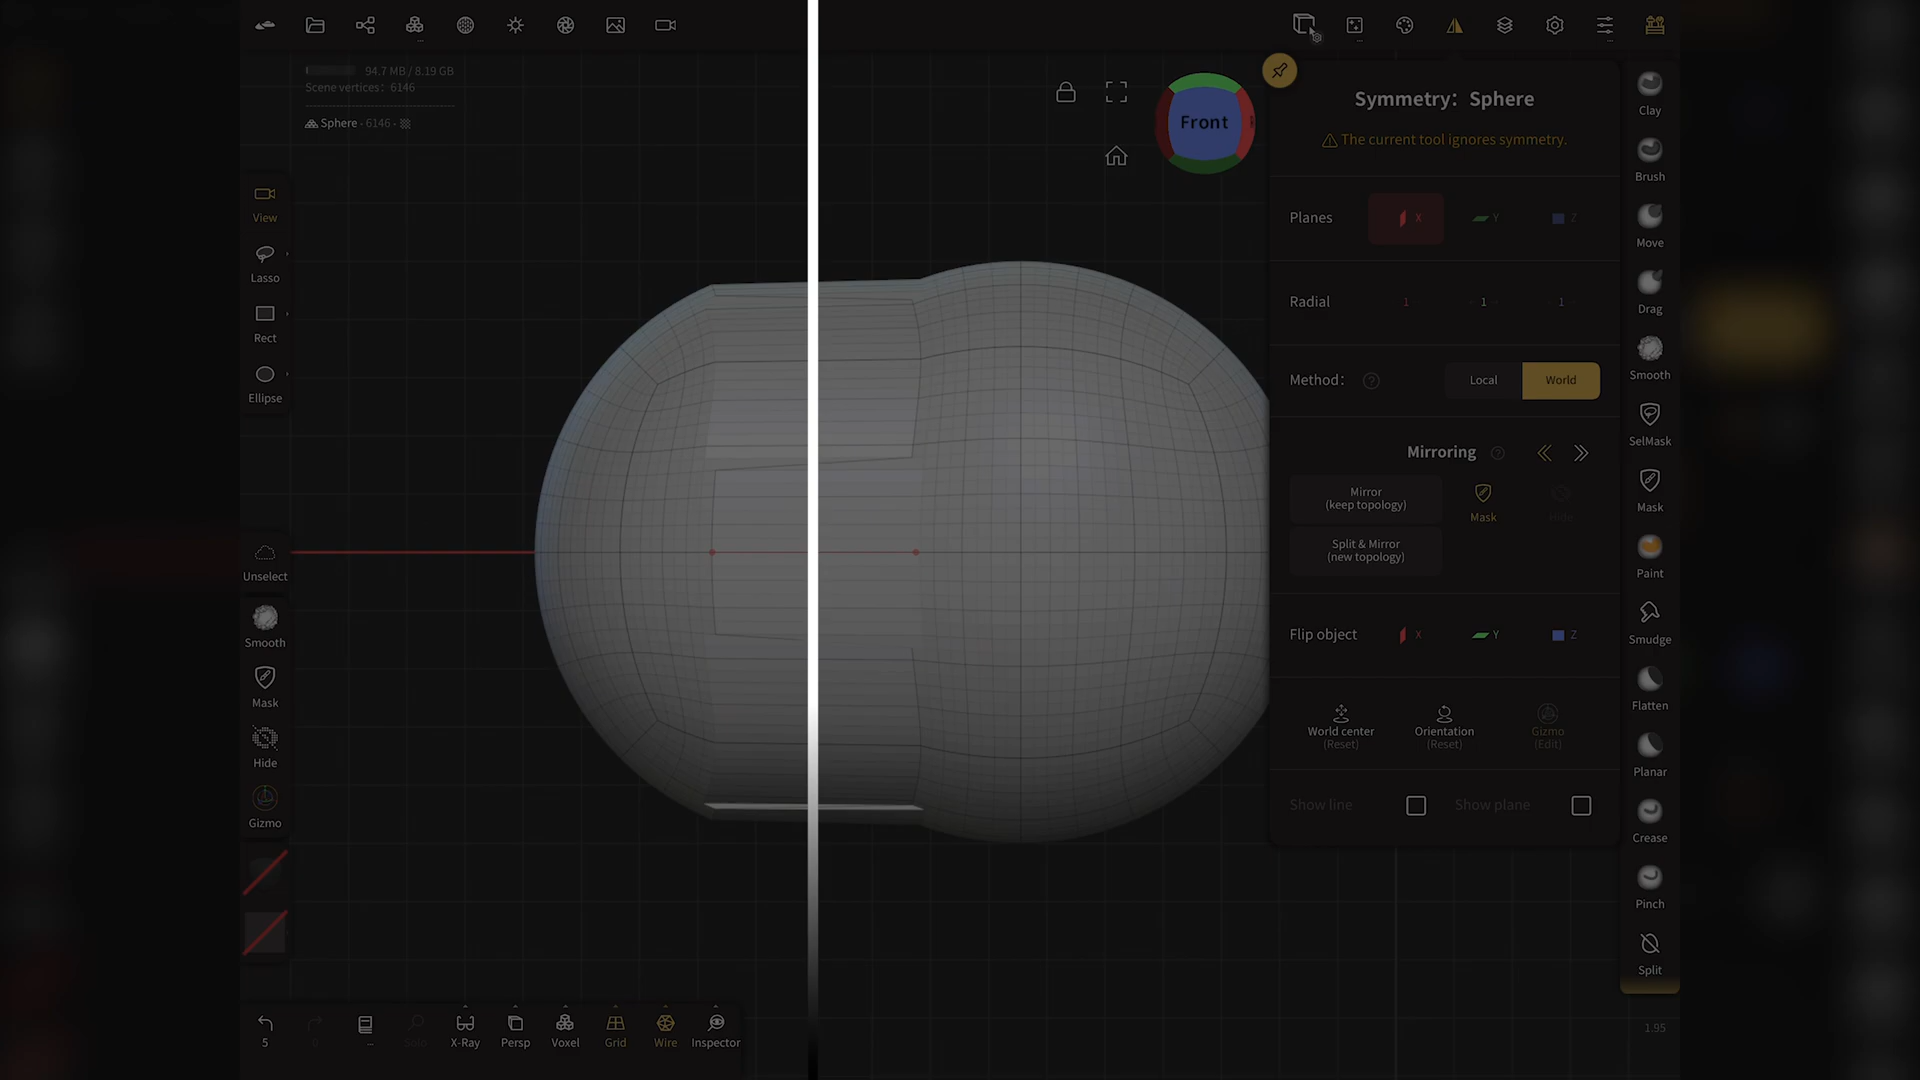 94.7 MB / 8.19 GB
Scene vertices: 6146
Sphere - 6146 -
View
Lasso
Rect
Ellipse
Unselect
Smooth
Mask
Hide
Gizmo
5
0
...
Solo
X-Ray
Persp
Voxel
Grid
Wire
Inspector
Front
Symmetry: Sphere
The current tool ignores symmetry.
Planes X Y Z
Radial 1 1 1
Method: ? Local World
Mirroring ?
Mirror
(keep topology)
Mask
Hide
Split & Mirror
(new topology)
Flip object X Y Z
World center
(Reset)
Orientation
(Reset)
Gizmo
(Edit)
Show line
Show plane
Clay
Brush
Move
Drag
Smooth
SelMask
Mask
Paint
Smudge
Flatten
Planar
Crease
Pinch
Split
1.95